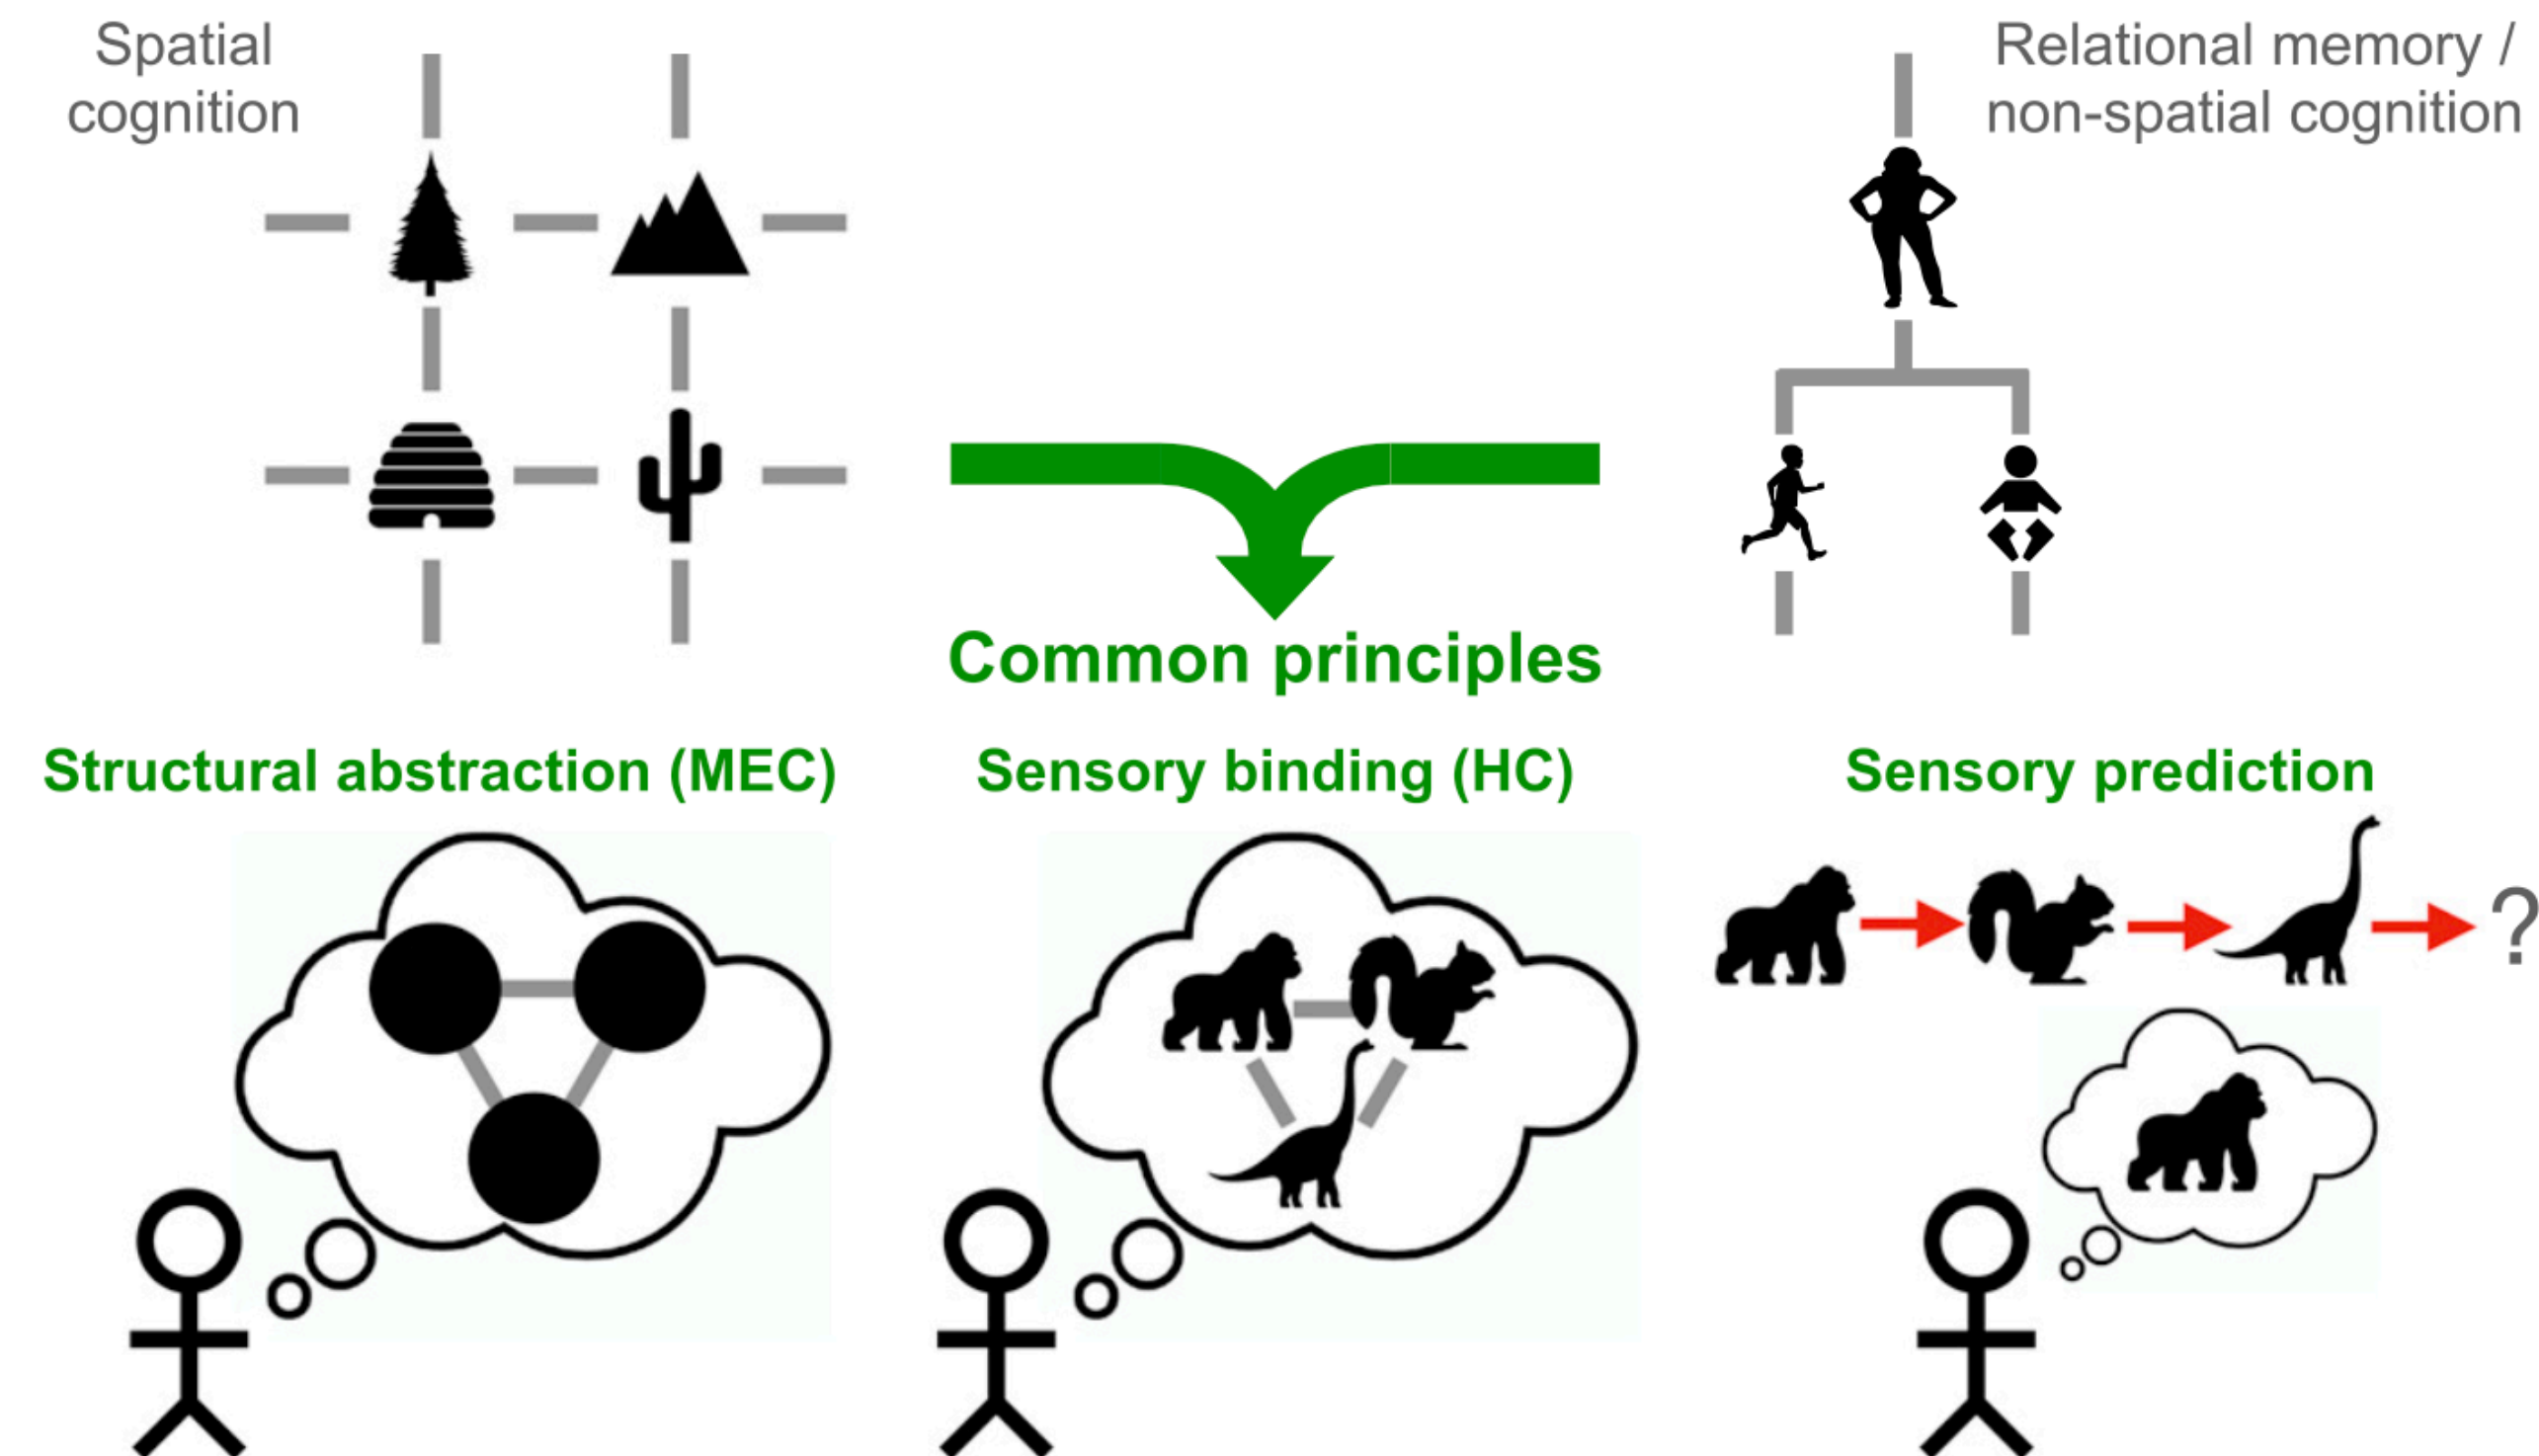 Spatial
cognition
Relational memory /
non-spatial cognition
Common principles
Structural abstraction (MEC)
Sensory binding (HC)
Sensory prediction
?